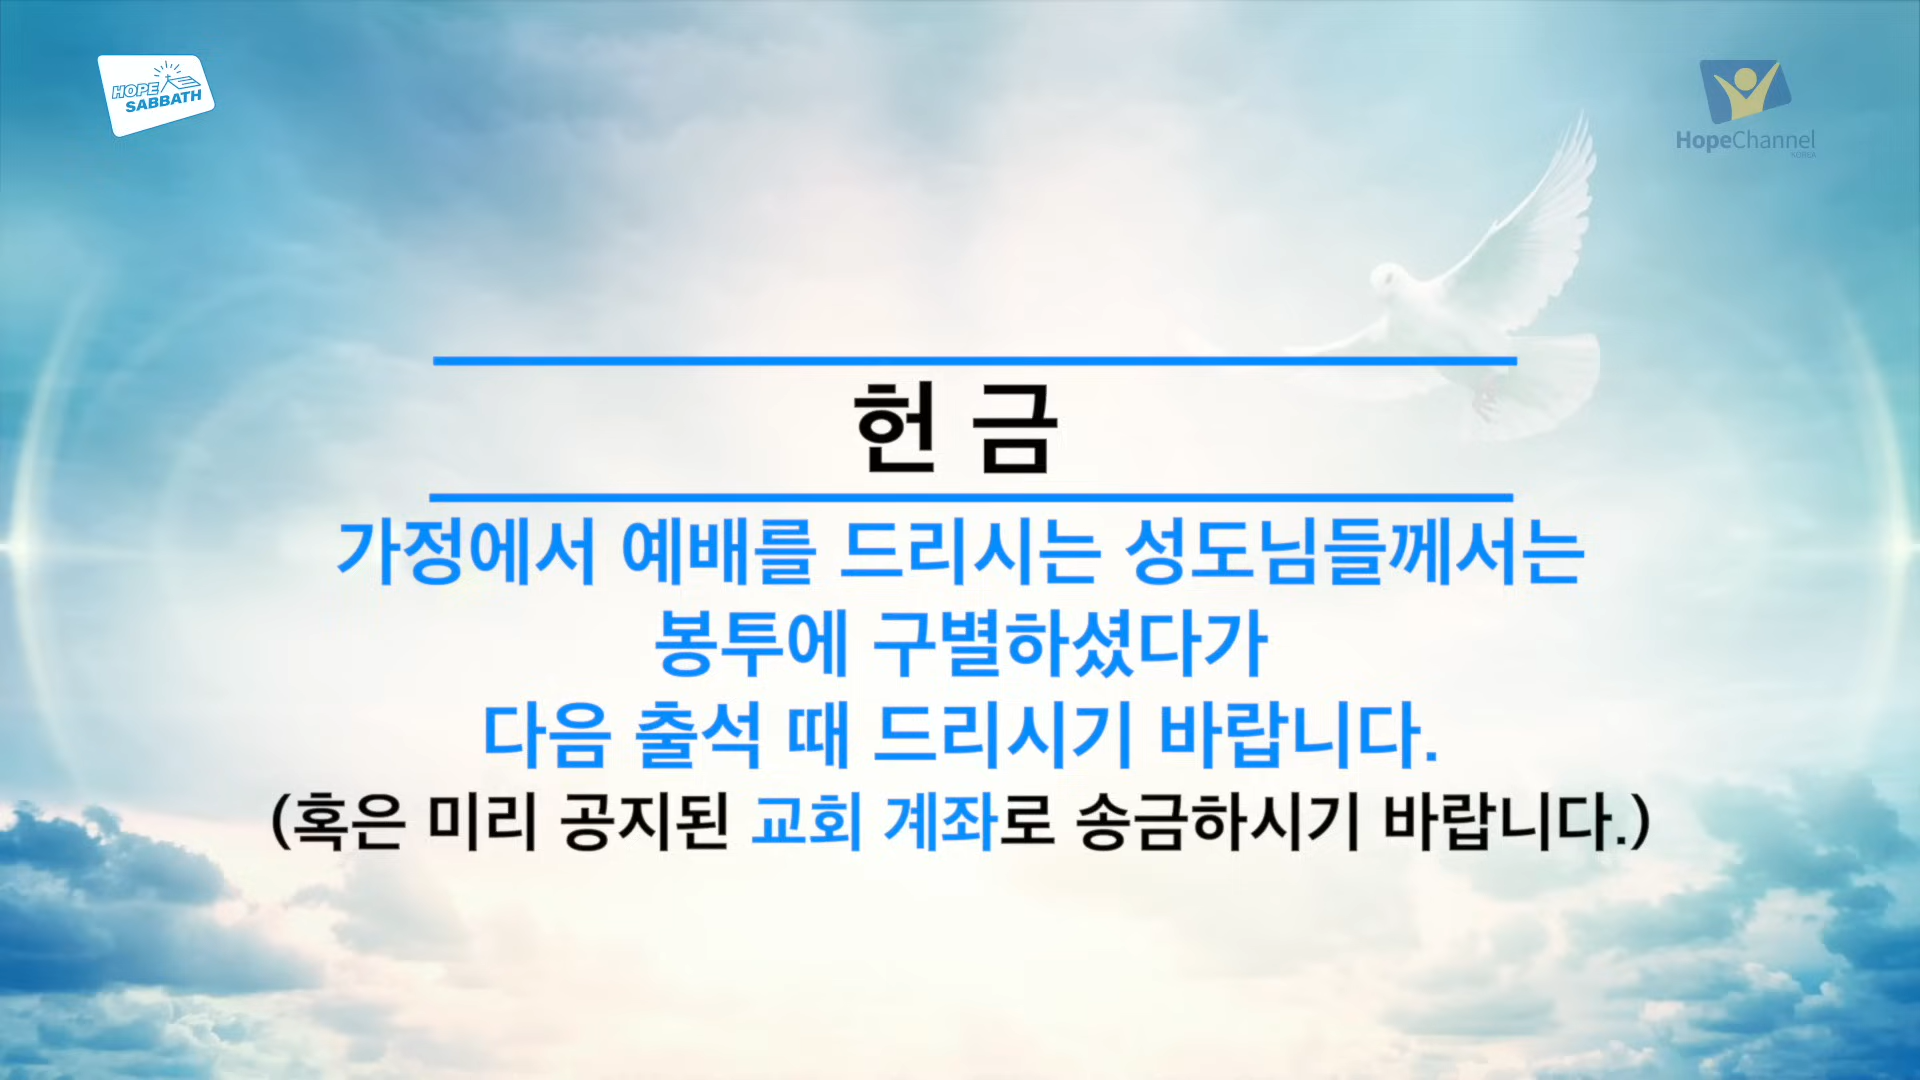 HOPE
SABBATH
HopeChannel
KOREA
헌 금
가정에서 예배를 드리시는 성도님들께서는
봉투에 구별하셨다가
다음 출석 때 드리시기 바랍니다.
(혹은 미리 공지된 교회 계좌로 송금하시기 바랍니다.)